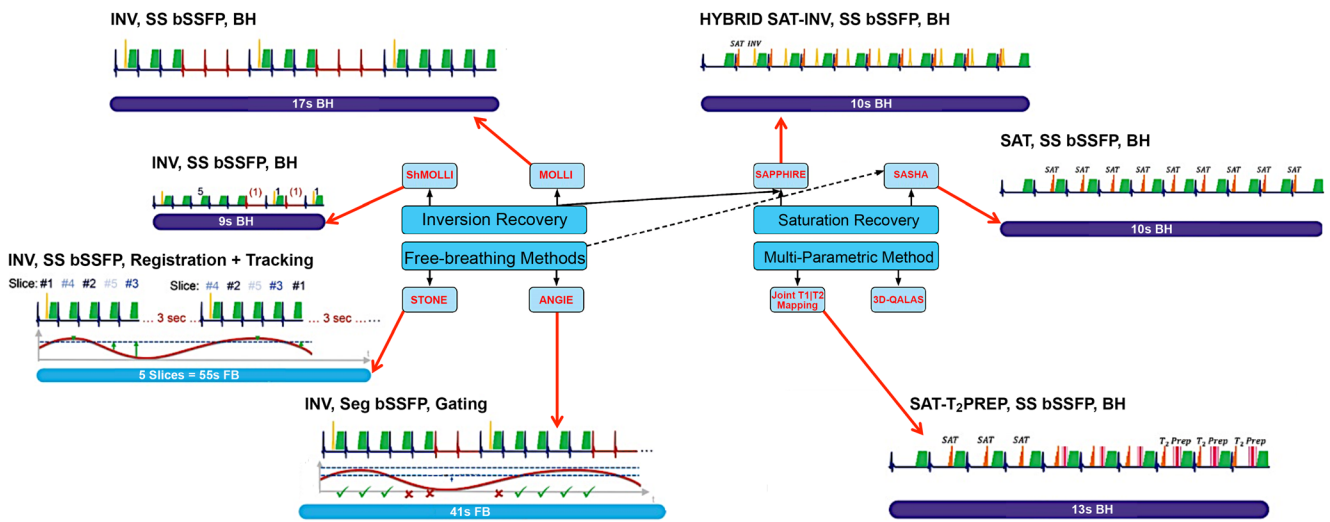 INV, SS bSSFP, BH
17s BH
HYBRID SAT-INV, SS bSSFP, BH
SAT INV
10s BH
INV, SS bSSFP, BH
5 (1) 1 (1) 1
9s BH
ShMOLLI
MOLLI
SAPPHIRE
SASHA
SAT, SS bSSFP, BH
SAT SAT SAT SAT SAT SAT SAT SAT SAT
10s BH
Inversion Recovery
Saturation Recovery
Free-breathing Methods
Multi-Parametric Method
STONE
ANGIE
Joint T1|T2
Mapping
3D-QALAS
INV, SS bSSFP, Registration + Tracking
Slice: #1 #4 #2 #5 #3
Slice: #4 #2 #5 #3 #1
... 3 sec ...
... 3 sec ......
t
5 Slices = 55s FB
INV, Seg bSSFP, Gating
...
t
41s FB
SAT-T₂PREP, SS bSSFP, BH
SAT SAT SAT T₂ Prep T₂ Prep T₂ Prep
13s BH